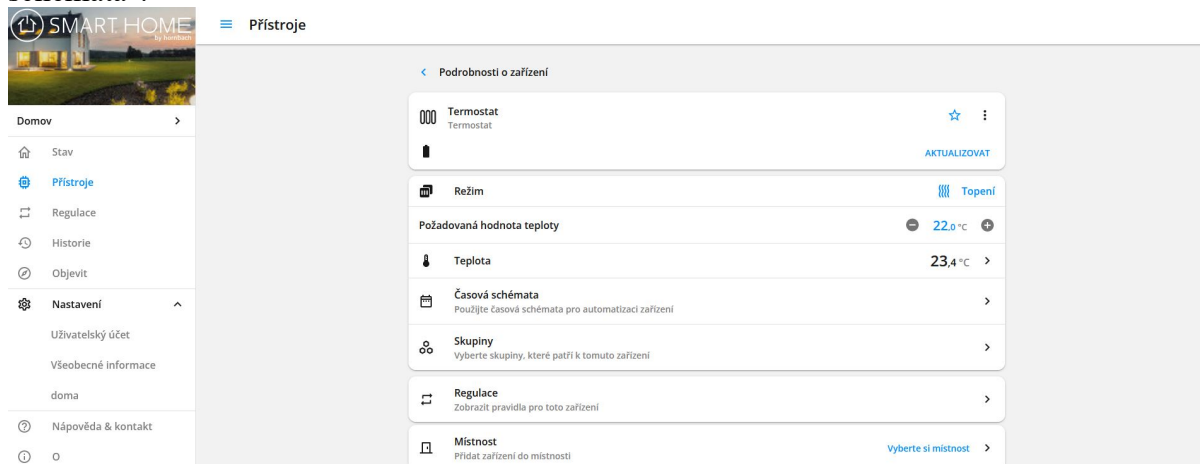 SMART HOME
by hornbach
Domov
Stav
Přístroje
Regulace
Historie
Objevit
Nastavení
Uživatelský účet
Všeobecné informace
doma
Nápověda & kontakt
O
Přístroje
Podrobnosti o zařízení
Termostat
Termostat
AKTUALIZOVAT
Režim Topení
Požadovaná hodnota teploty 22.0 °C
Teplota 23,4 °C
Časová schémata
Použijte časová schémata pro automatizaci zařízení
Skupiny
Vyberte skupiny, které patří k tomuto zařízení
Regulace
Zobrazit pravidla pro toto zařízení
Místnost
Přidat zařízení do místnosti
Vyberte si místnost